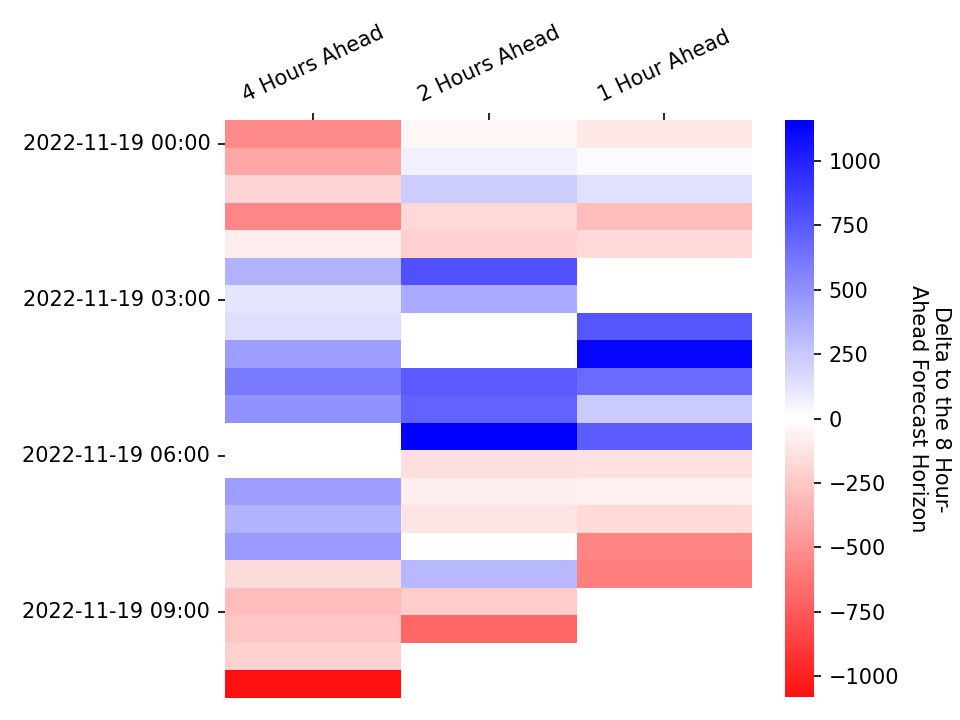 4 Hours Ahead
2 Hours Ahead
1 Hour Ahead
2022-11-19 00:00
2022-11-19 03:00
2022-11-19 06:00
2022-11-19 09:00
1000
750
500
250
0
−250
−500
−750
−1000
Delta to the 8 Hour-
Ahead Forecast Horizon